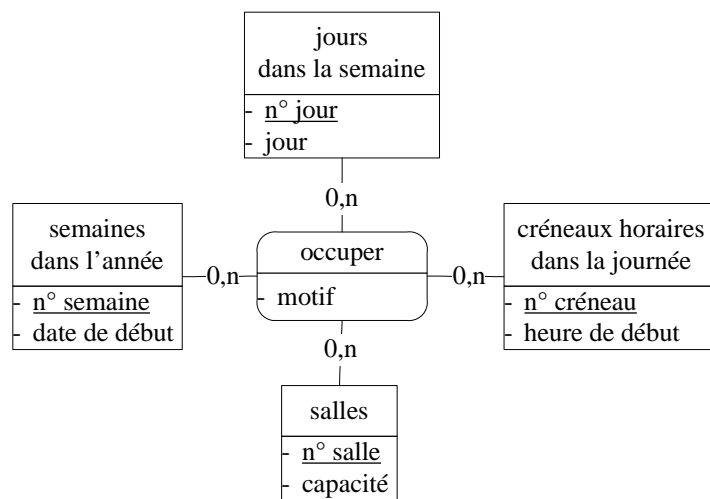 jours
dans la semaine
- n° jour
- jour
0,n
semaines
dans l'année
- n° semaine
- date de début
0,n
occuper
- motif
0,n
créneaux horaires
dans la journée
- n° créneau
- heure de début
0,n
salles
- n° salle
- capacité